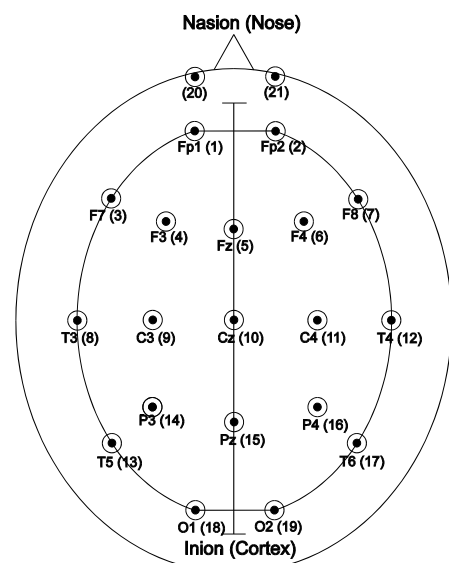 Nasion (Nose)
(20) (21)
Fp1 (1) Fp2 (2)
F7 (3) F8 (7)
F3 (4) Fz (5) F4 (6)
T3 (8) C3 (9) Cz (10) C4 (11) T4 (12)
P3 (14) Pz (15) P4 (16)
T5 (13) T6 (17)
O1 (18) O2 (19)
Inion (Cortex)